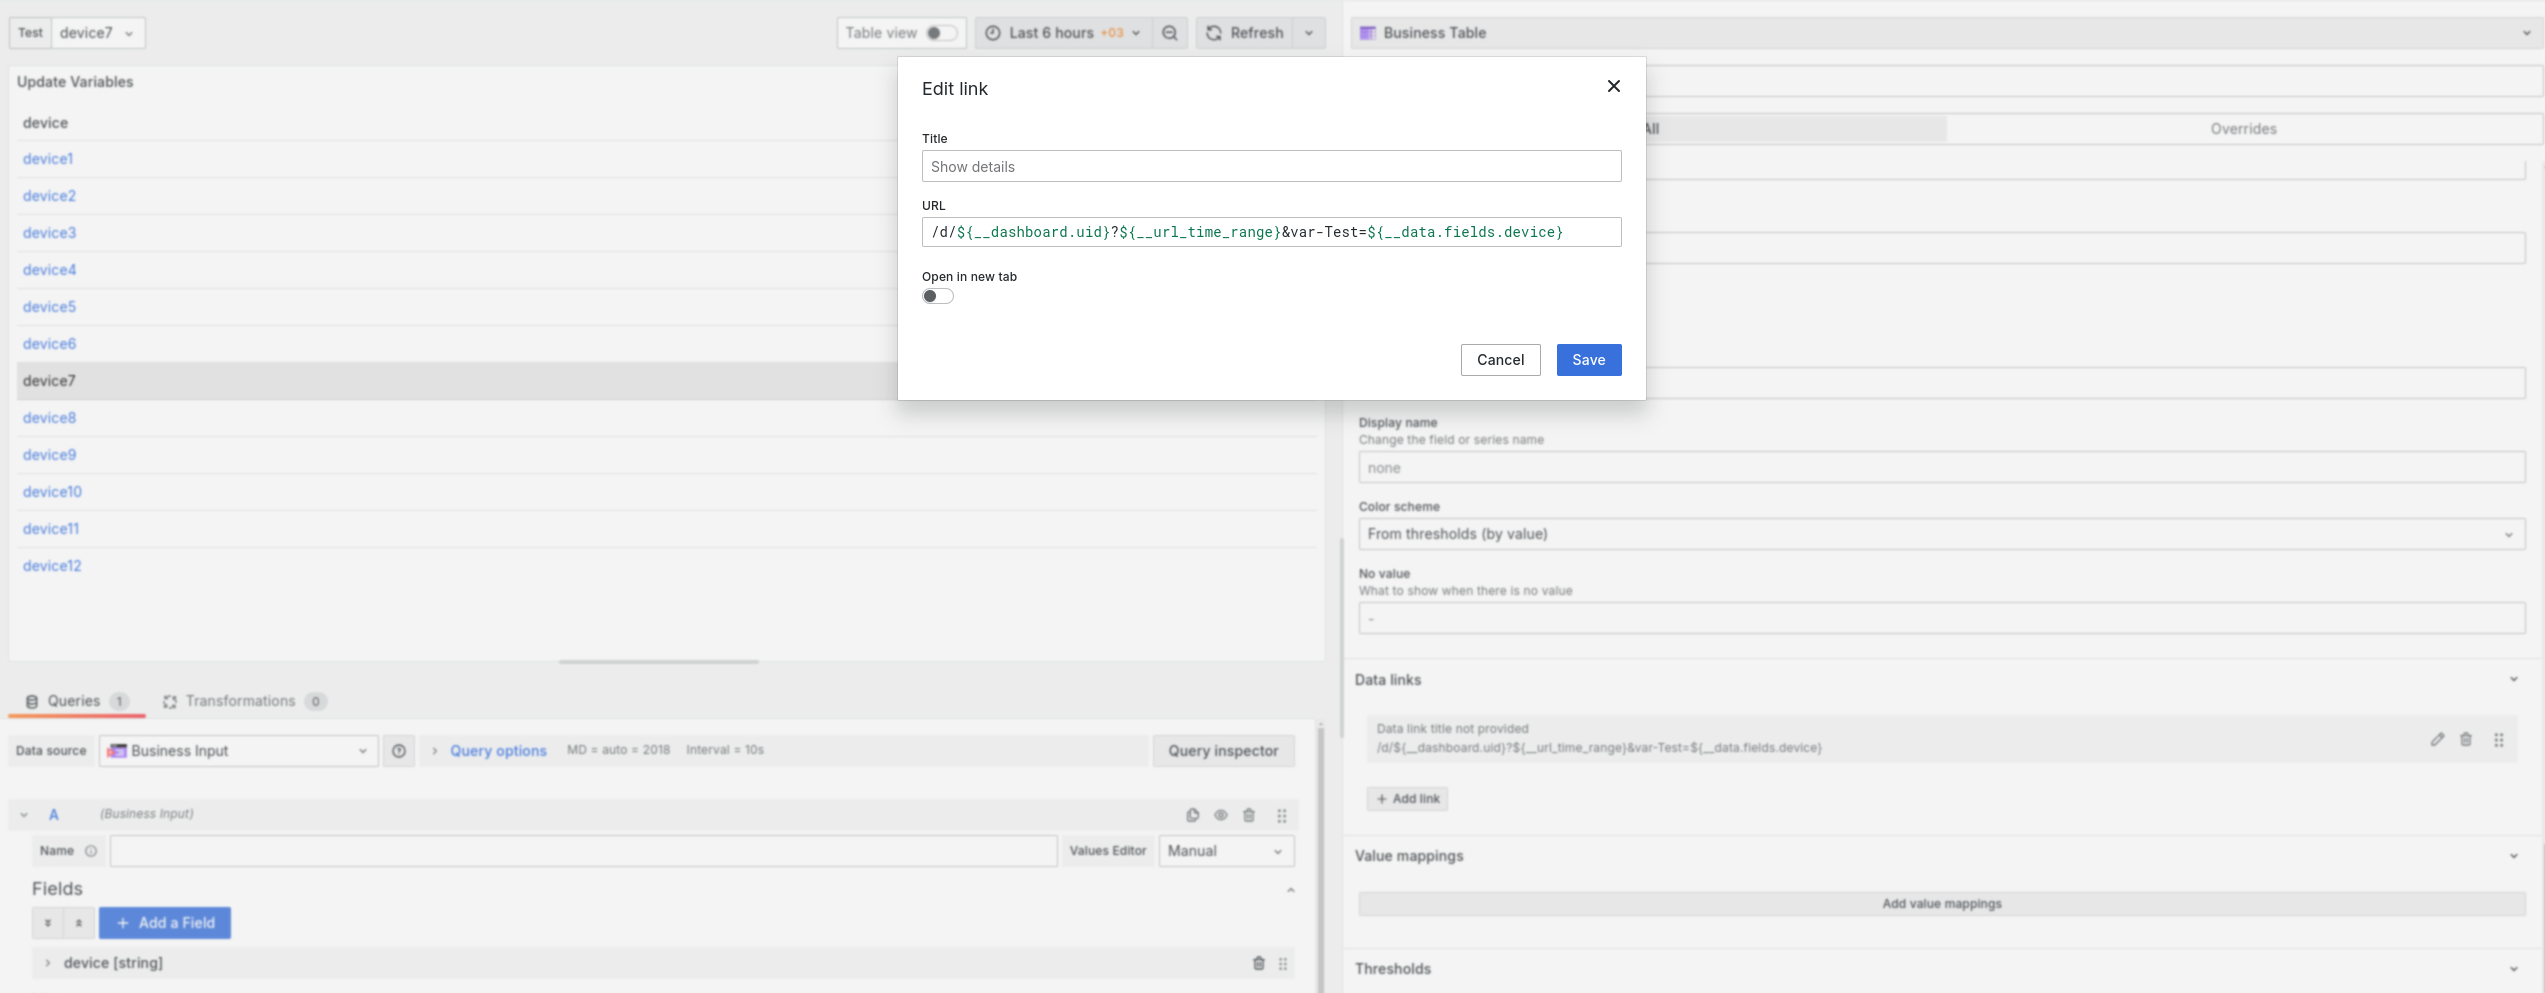 Test device7
Table view
Last 6 hours +03
Refresh
Business Table
Update Variables
device
device1
device2
device3
device4
device5
device6
device7
device8
device9
device10
device11
device12
Edit link
Title
Show details
URL
/d/${__dashboard.uid}?${__url_time_range}&var-Test=${__data.fields.device}
Open in new tab
Cancel Save
All Overrides
Display name
Change the field or series name
none
Color scheme
From thresholds (by value)
No value
What to show when there is no value
-
Data links
Data link title not provided
/d/${__dashboard.uid}?${__url_time_range}&var-Test=${__data.fields.device}
+ Add link
Value mappings
Add value mappings
Thresholds
Queries 1 Transformations 0
Data source Business Input Query options MD = auto = 2018 Interval = 10s Query inspector
A (Business Input)
Name Values Editor Manual
Fields
+ Add a Field
device [string]